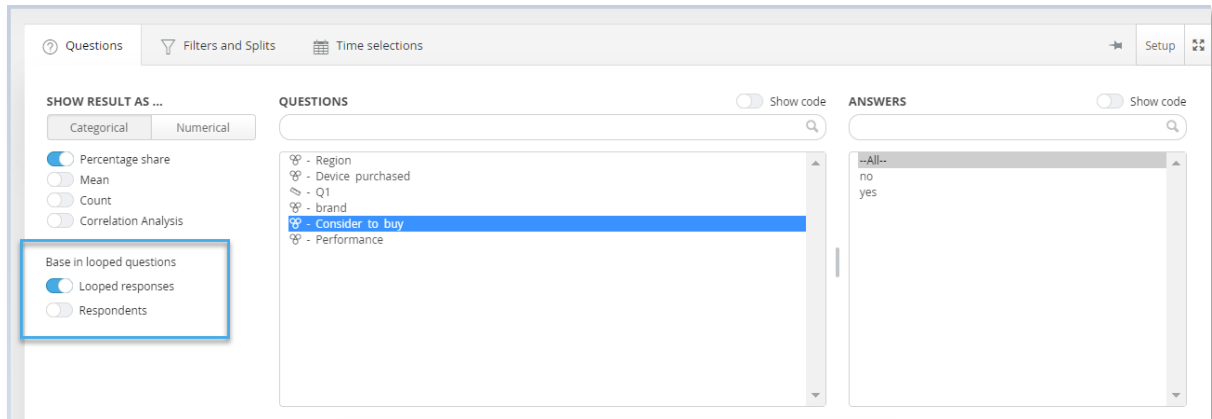 Questions
Filters and Splits
Time selections
Setup
SHOW RESULT AS ...
Categorical
Numerical
Percentage share
Mean
Count
Correlation Analysis
Base in looped questions
Looped responses
Respondents
QUESTIONS
Show code
- Region
- Device purchased
- Q1
- brand
- Consider to buy
- Performance
ANSWERS
Show code
--All--
no
yes